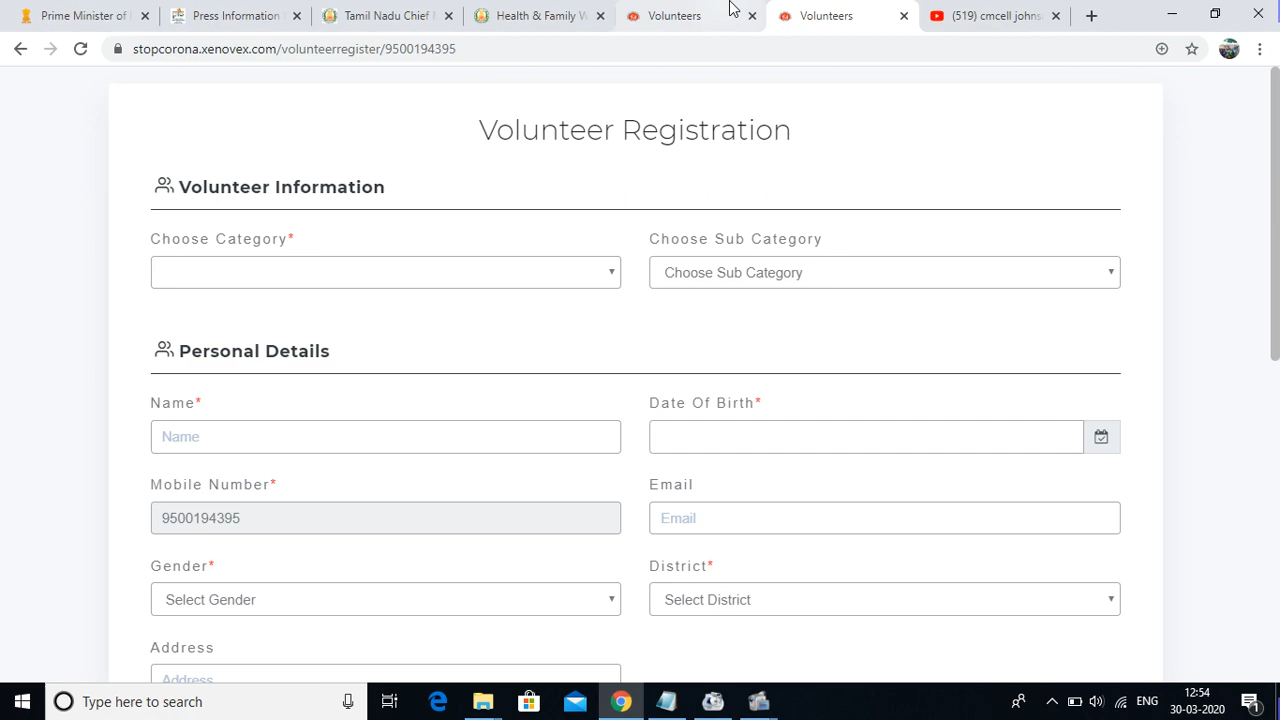 Prime Minister of
Press Information
Tamil Nadu Chief
Health & Family W
Volunteers
Volunteers
(519) cmcell johns
stopcorona.xenovex.com/volunteerregister/9500194395
Volunteer Registration
Volunteer Information
Choose Category*
Choose Sub Category
Choose Sub Category
Personal Details
Name*
Date Of Birth*
Name
Mobile Number*
Email
9500194395
Email
Gender*
District*
Select Gender
Select District
Address
Address
Type here to search
ENG
12:54
30-03-2020
1